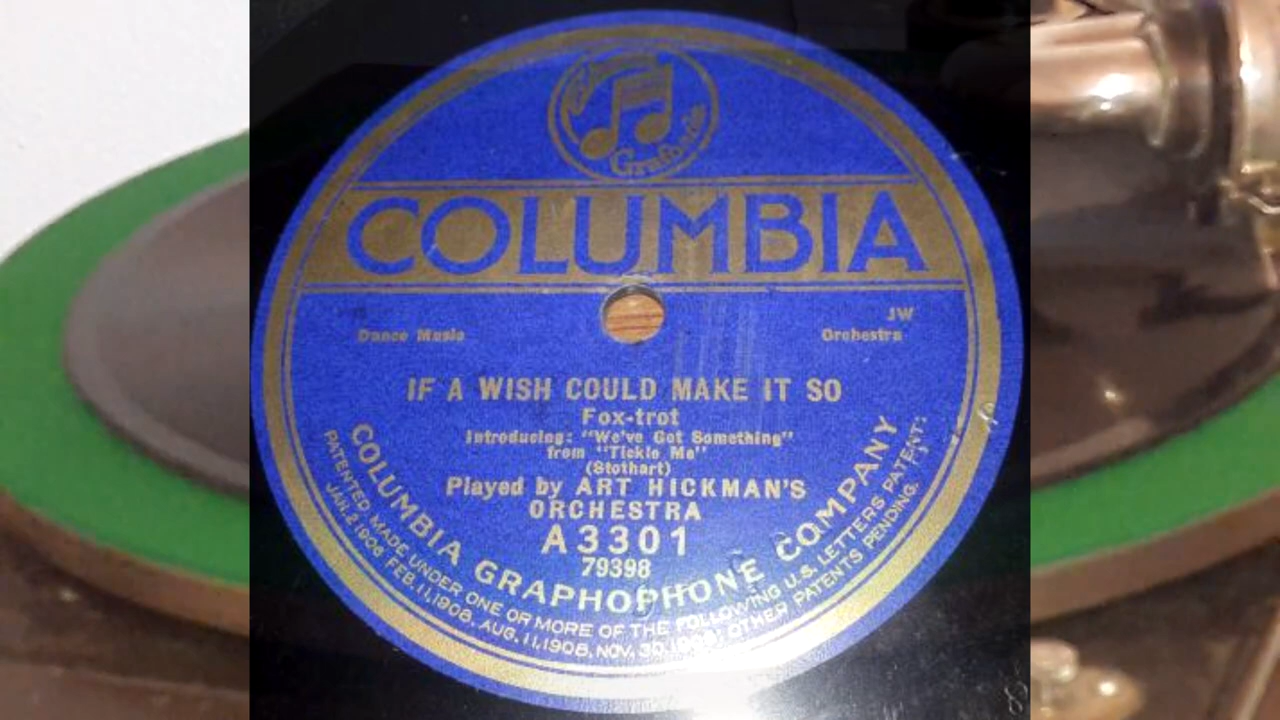 Grafonola
COLUMBIA
JW
Dance Music
Orchestra
IF A WISH COULD MAKE IT SO
Fox-trot
Introducing: "We've Got Something"
from "Tickle Me"
(Stothart)
Played by ART HICKMAN'S
ORCHESTRA
A3301
79398
COLUMBIA GRAPHOPHONE COMPANY
PATENTED, MADE UNDER ONE OR MORE OF THE FOLLOWING U.S. LETTERS PATENT:
JAN. 2 1906 FEB. 11, 1908, AUG. 11, 1908, NOV. 30, OTHER PATENTS PENDING.